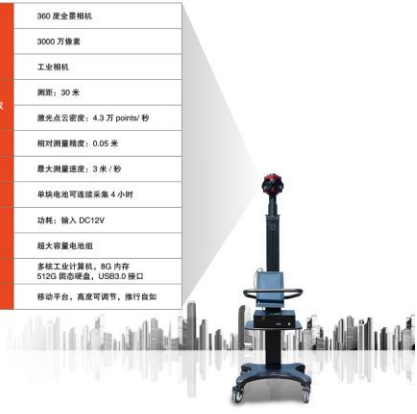 360 度全景相机
3000 万像素
工业相机
测距：30 米
激光点云密度：4.3 万 points/ 秒
相对测量精度：0.05 米
最大测量速度：3 米 / 秒
单块电池可连续采集 4 小时
功耗：输入 DC12V
超大容量电池组
多核工业计算机，8G 内存
512G 固态硬盘，USB3.0 接口
移动平台，高度可调节，推行自如